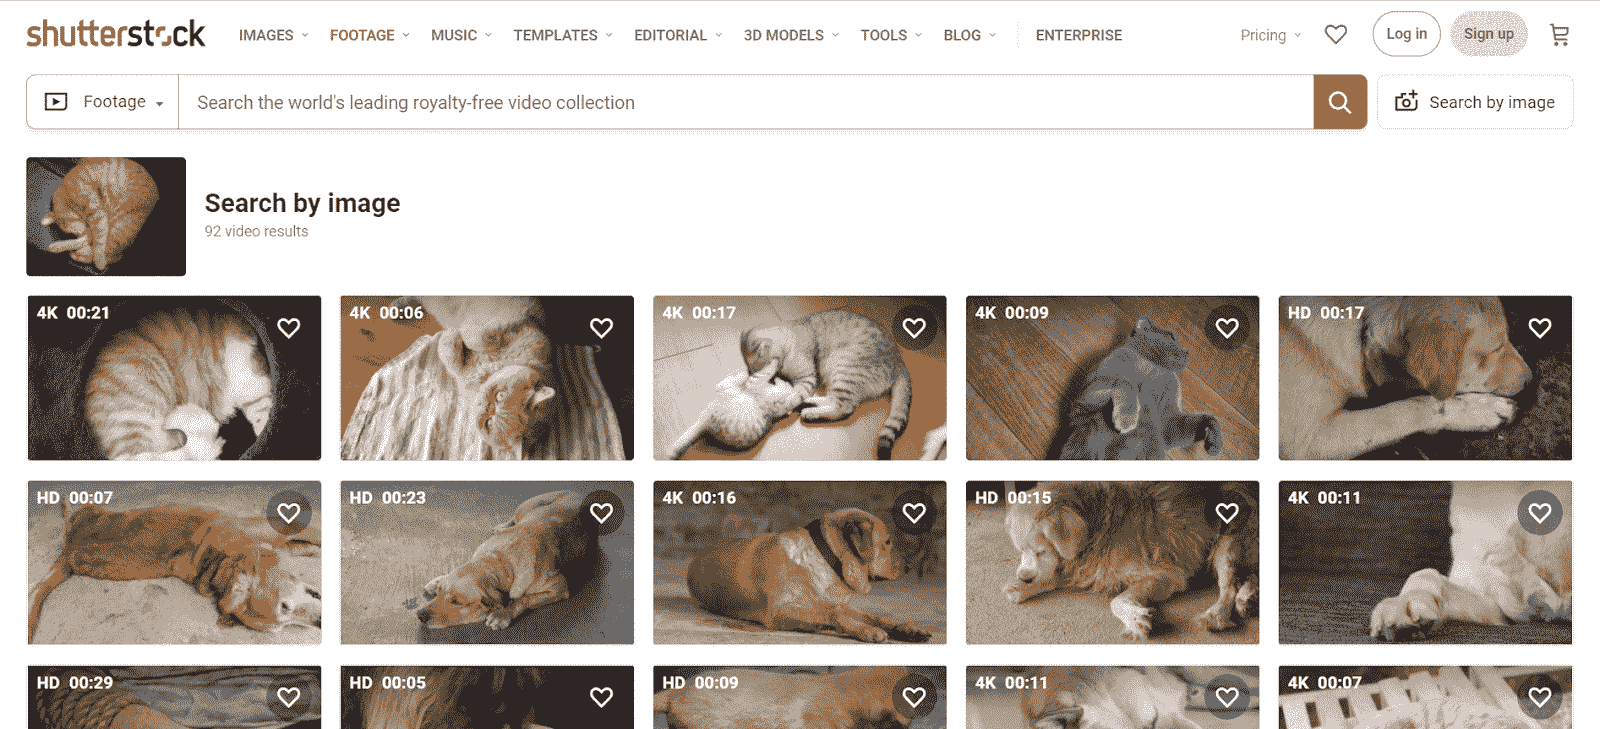 shutterstock IMAGES FOOTAGE MUSIC TEMPLATES EDITORIAL 3D MODELS TOOLS BLOG ENTERPRISE Pricing Log in Sign up
Footage Search the world's leading royalty-free video collection Search by image
Search by image
92 video results
4K 00:21 4K 00:06 4K 00:17 4K 00:09 HD 00:17
HD 00:07 HD 00:23 4K 00:16 HD 00:15 4K 00:11
HD 00:29 HD 00:05 HD 00:09 4K 00:11 4K 00:07